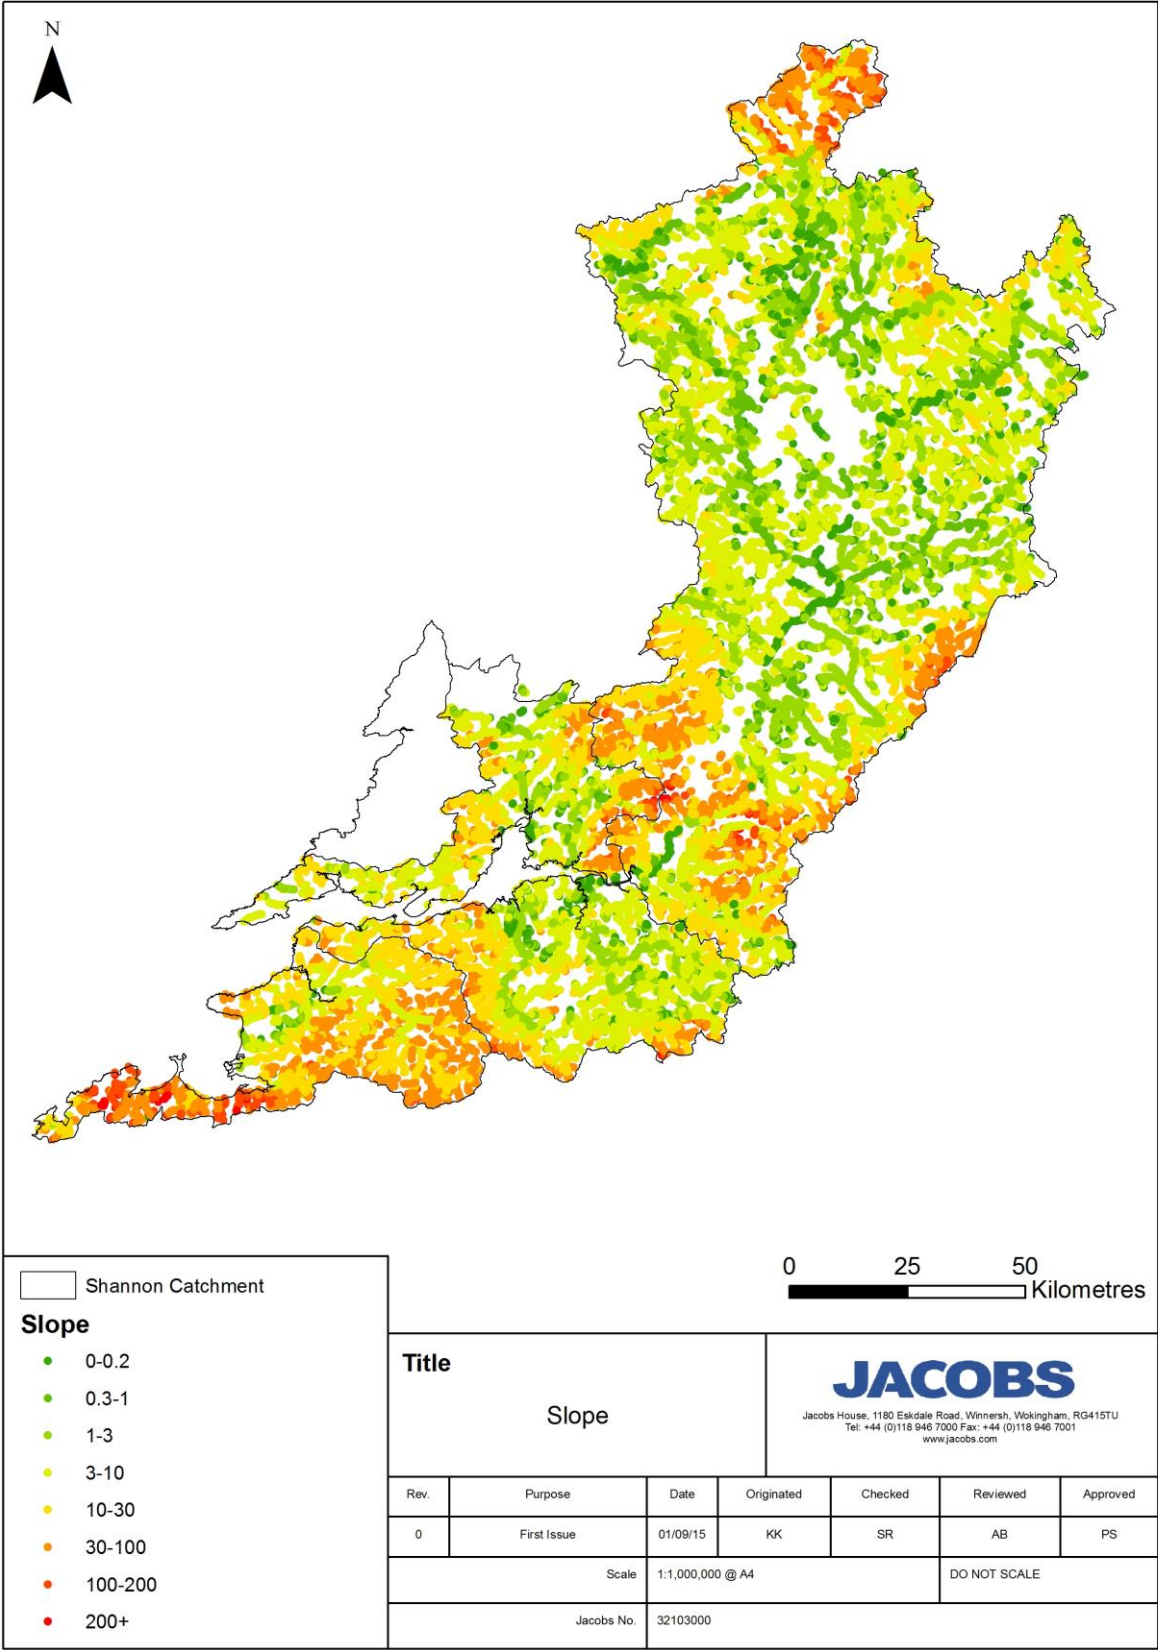 N
0 25 50
Kilometres
Shannon Catchment
Slope
0-0.2
0.3-1
1-3
3-10
10-30
30-100
100-200
200+
Title
Slope
JACOBS
Jacobs House, 1180 Eskdale Road, Winnersh, Wokingham, RG415TU
Tel: +44 (0)118 946 7000 Fax: +44 (0)118 946 7001
www.jacobs.com
Rev. Purpose Date Originated Checked Reviewed Approved
0 First Issue 01/09/15 KK SR AB PS
Scale 1:1,000,000 @ A4 DO NOT SCALE
Jacobs No. 32103000